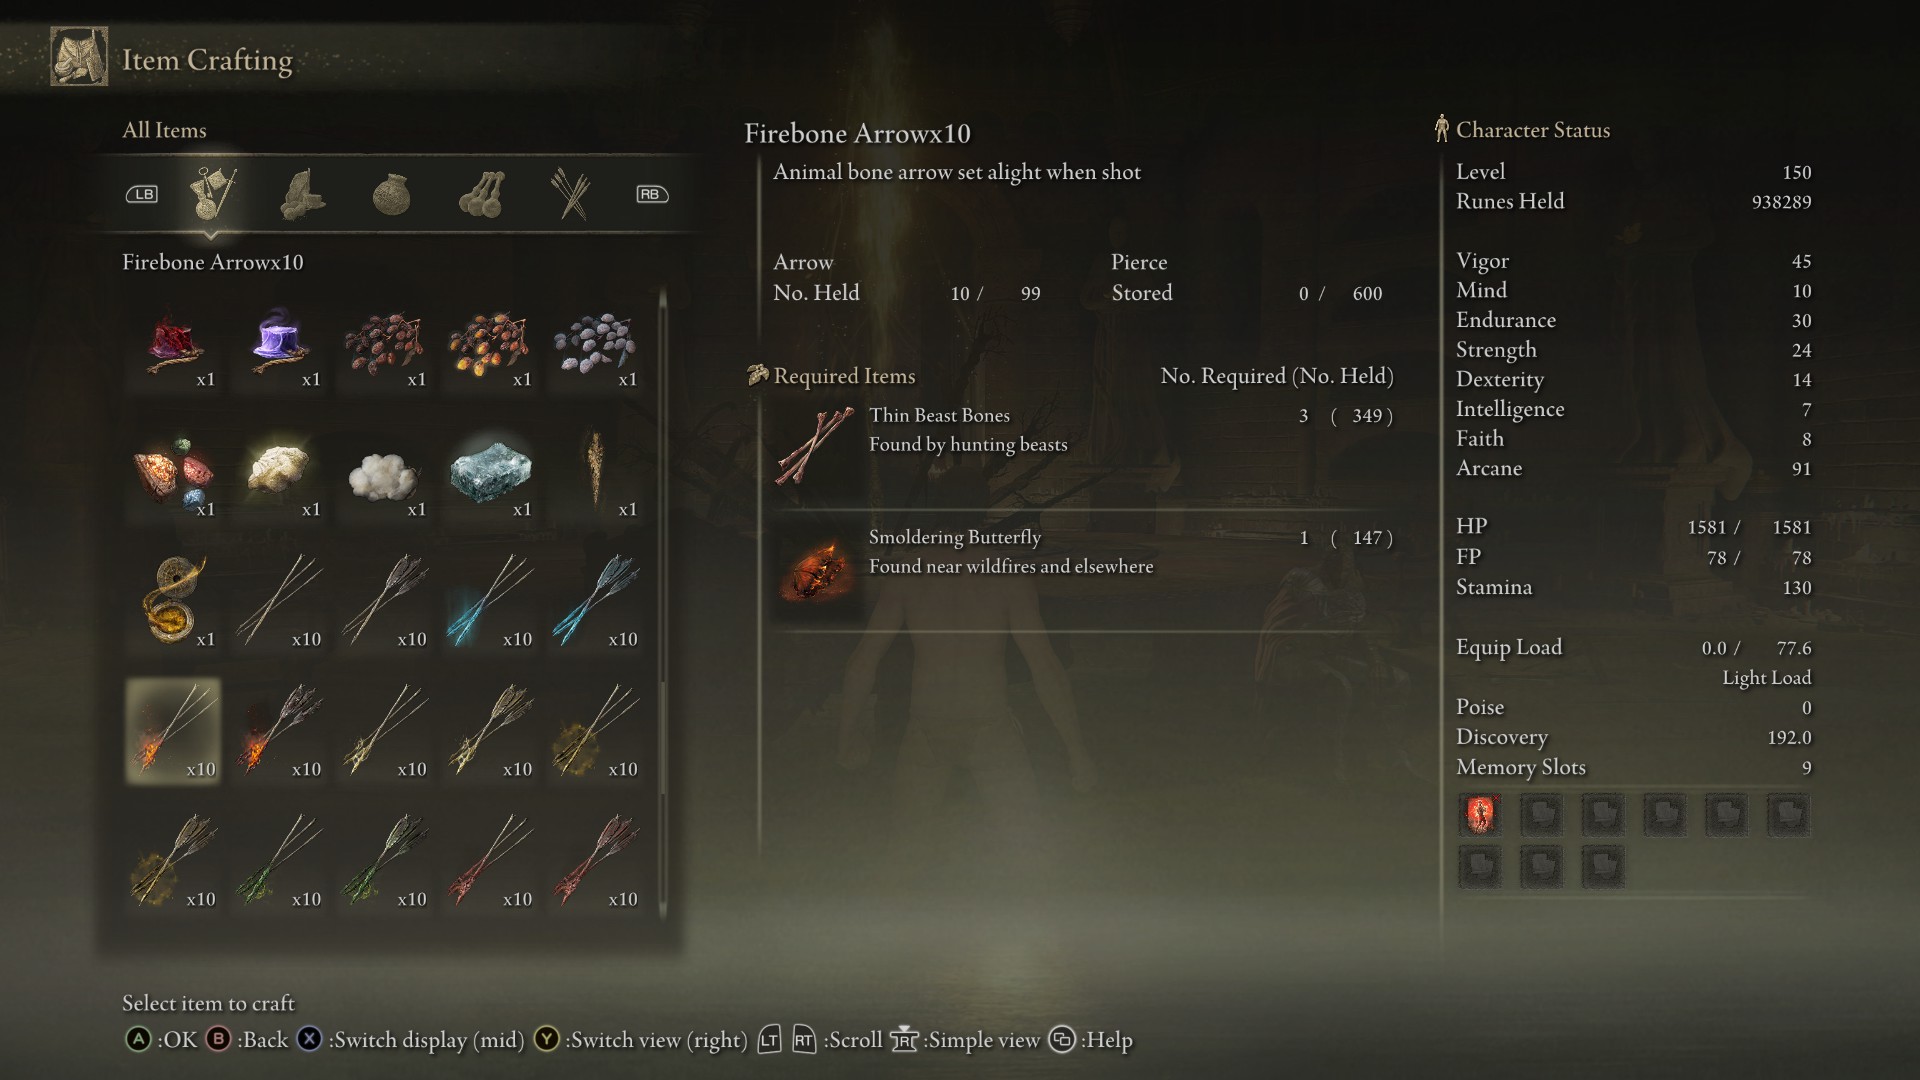 Item Crafting
All Items
LB
RB
Firebone Arrowx10
x1 x1 x1 x1 x1
x1 x1 x1 x1 x1
x1 x10 x10 x10 x10
x10 x10 x10 x10 x10
x10 x10 x10 x10 x10
Firebone Arrowx10
Animal bone arrow set alight when shot
Arrow Pierce
No. Held 10 / 99 Stored 0 / 600
Required Items No. Required (No. Held)
Thin Beast Bones 3 ( 349 )
Found by hunting beasts
Smoldering Butterfly 1 ( 147 )
Found near wildfires and elsewhere
Character Status
Level 150
Runes Held 938289
Vigor 45
Mind 10
Endurance 30
Strength 24
Dexterity 14
Intelligence 7
Faith 8
Arcane 91
HP 1581 / 1581
FP 78 / 78
Stamina 130
Equip Load 0.0 / 77.6
Light Load
Poise 0
Discovery 192.0
Memory Slots 9
Select item to craft
A :OK B :Back X :Switch display (mid) Y :Switch view (right) LT RT :Scroll R :Simple view :Help